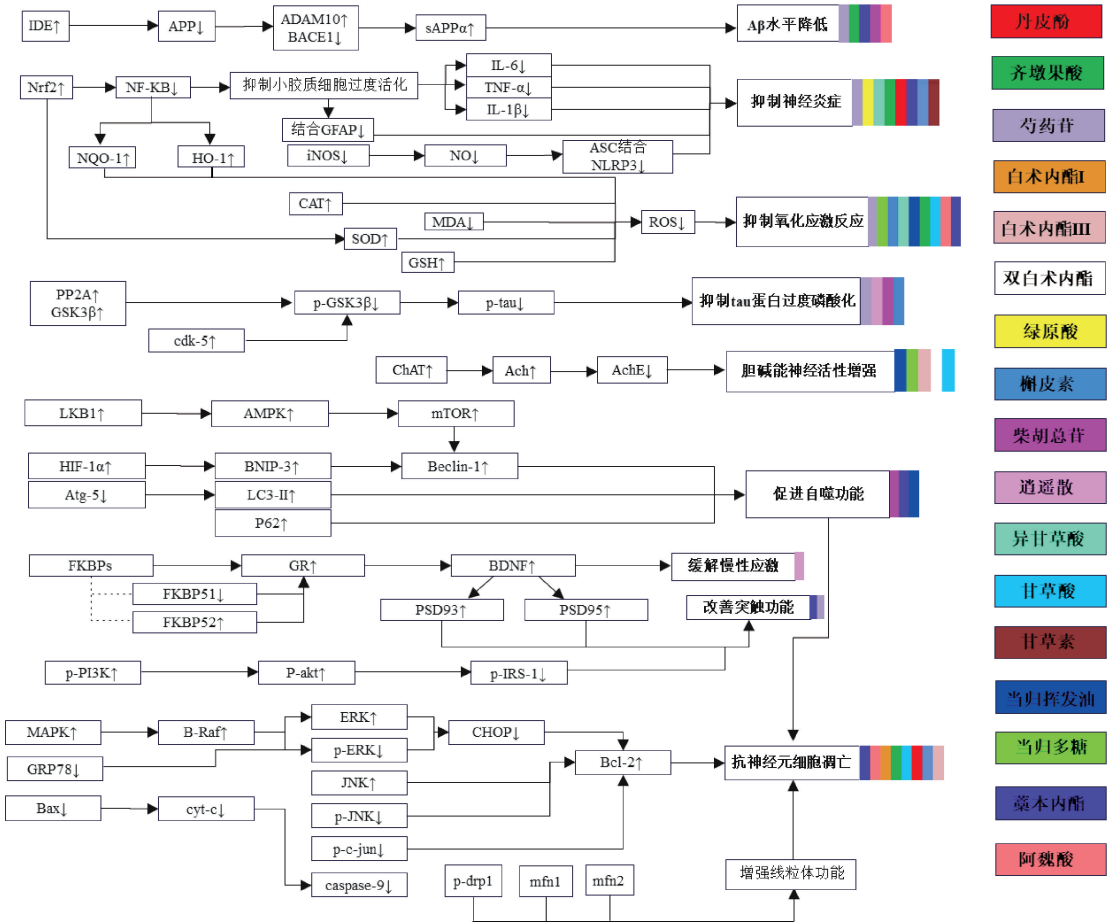 IDE↑
APP↓
ADAM10↑
BACE1↓
sAPPα↑
Aβ水平降低
Nrf2↑
NF-KB↓
抑制小胶质细胞过度活化
IL-6↓
TNF-α↓
IL-1β↓
抑制神经炎症
结合GFAP↓
NQO-1↑
HO-1↑
iNOS↓
NO↓
ASC结合
NLRP3↓
CAT↑
MDA↓
SOD↑
GSH↑
ROS↓
抑制氧化应激反应
PP2A↑
GSK3β↑
p-GSK3β↓
p-tau↓
抑制tau蛋白过度磷酸化
cdk-5↑
ChAT↑
Ach↑
AchE↓
胆碱能神经活性增强
LKB1↑
AMPK↑
mTOR↑
HIF-1α↑
BNIP-3↑
Beclin-1↑
Atg-5↓
LC3-II↑
P62↑
促进自噬功能
FKBPs
GR↑
BDNF↑
缓解慢性应激
FKBP51↓
FKBP52↑
PSD93↑
PSD95↑
改善突触功能
p-PI3K↑
P-akt↑
p-IRS-1↓
MAPK↑
B-Raf↑
ERK↑
p-ERK↓
CHOP↓
GRP78↓
JNK↑
p-JNK↓
p-c-jun↓
Bcl-2↑
抗神经元细胞凋亡
Bax↓
cyt-c↓
caspase-9↓
p-drp1
mfn1
mfn2
增强线粒体功能
丹皮酚
齐墩果酸
芍药苷
白术内酯I
白术内酯III
双白术内酯
绿原酸
槲皮素
柴胡总苷
逍遥散
异甘草酸
甘草酸
甘草素
当归挥发油
当归多糖
藁本内酯
阿魏酸